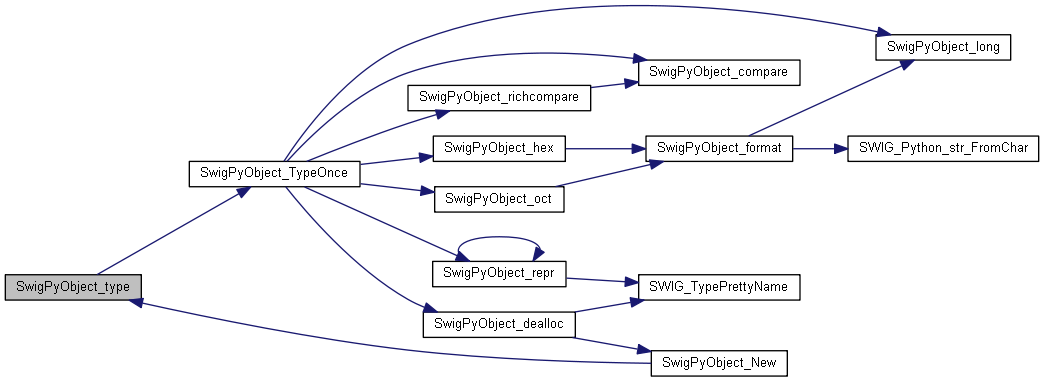 SwigPyObject_long
SwigPyObject_compare
SwigPyObject_richcompare
SwigPyObject_hex
SwigPyObject_format
SWIG_Python_str_FromChar
SwigPyObject_TypeOnce
SwigPyObject_oct
SwigPyObject_repr
SwigPyObject_type
SWIG_TypePrettyName
SwigPyObject_dealloc
SwigPyObject_New